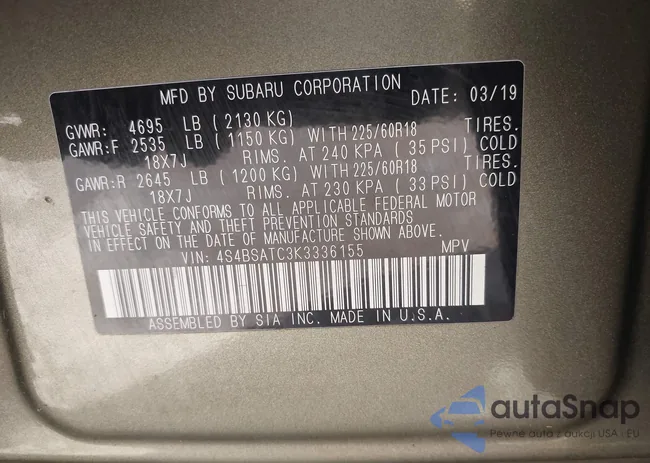 MFD BY SUBARU CORPORATION DATE: 03/19
GVWR: 4695 LB (2130 KG)
GAWR:F 2535 LB (1150 KG) WITH 225/60R18 TIRES.
18X7J RIMS. AT 240 KPA (35 PSI) COLD
GAWR:R 2645 LB (1200 KG) WITH 225/60R18 TIRES.
18X7J RIMS. AT 230 KPA (33 PSI) COLD
THIS VEHICLE CONFORMS TO ALL APPLICABLE FEDERAL MOTOR
VEHICLE SAFETY AND THEFT PREVENTION STANDARDS
IN EFFECT ON THE DATE OF MANUFACTURE SHOWN ABOVE.
VIN: 4S4BSATC3K3336155 MPV
ASSEMBLED BY SIA INC. MADE IN U.S.A.
autaSnap
Pewne auta z aukcji USA i EU